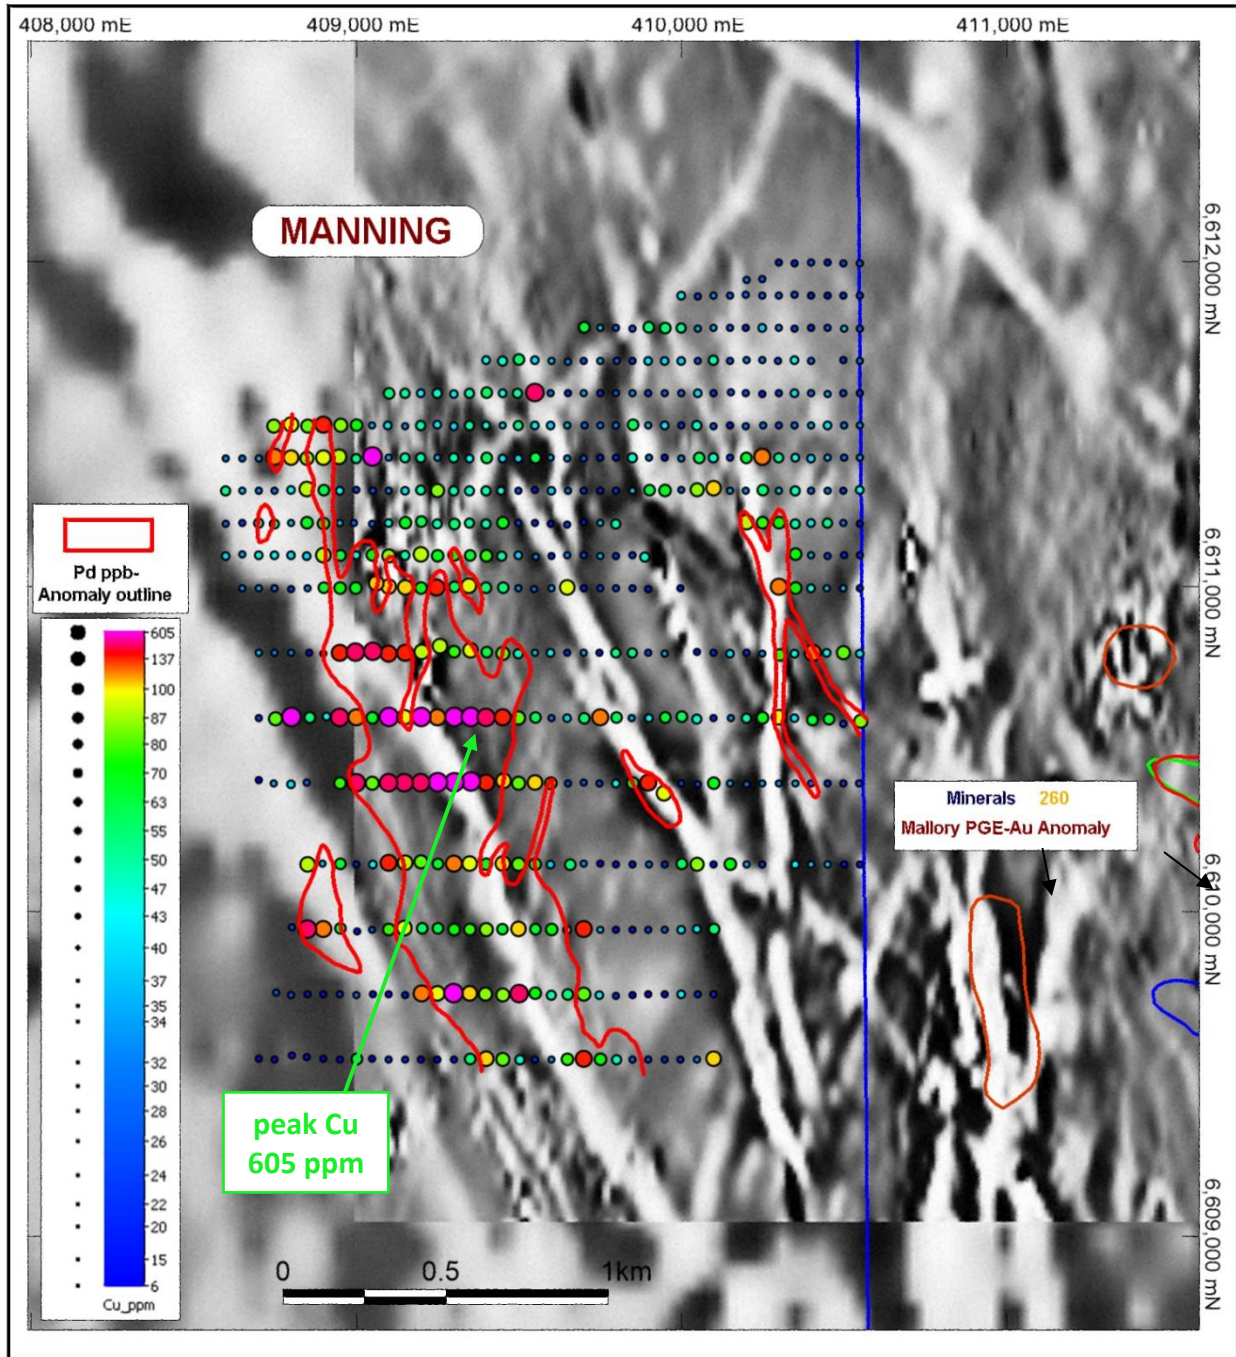 408,000 mE
409,000 mE
410,000 mE
411,000 mE
MANNING
6,612,000 mN
6,611,000 mN
6,610,000 mN
6,609,000 mN
Pd ppb-
Anomaly outline
605
137
100
87
80
70
63
55
50
47
43
40
37
35
34
32
30
28
26
24
22
20
15
6
Cu_ppm
Minerals 260
Mallory PGE-Au Anomaly
peak Cu
605 ppm
0 0.5 1km